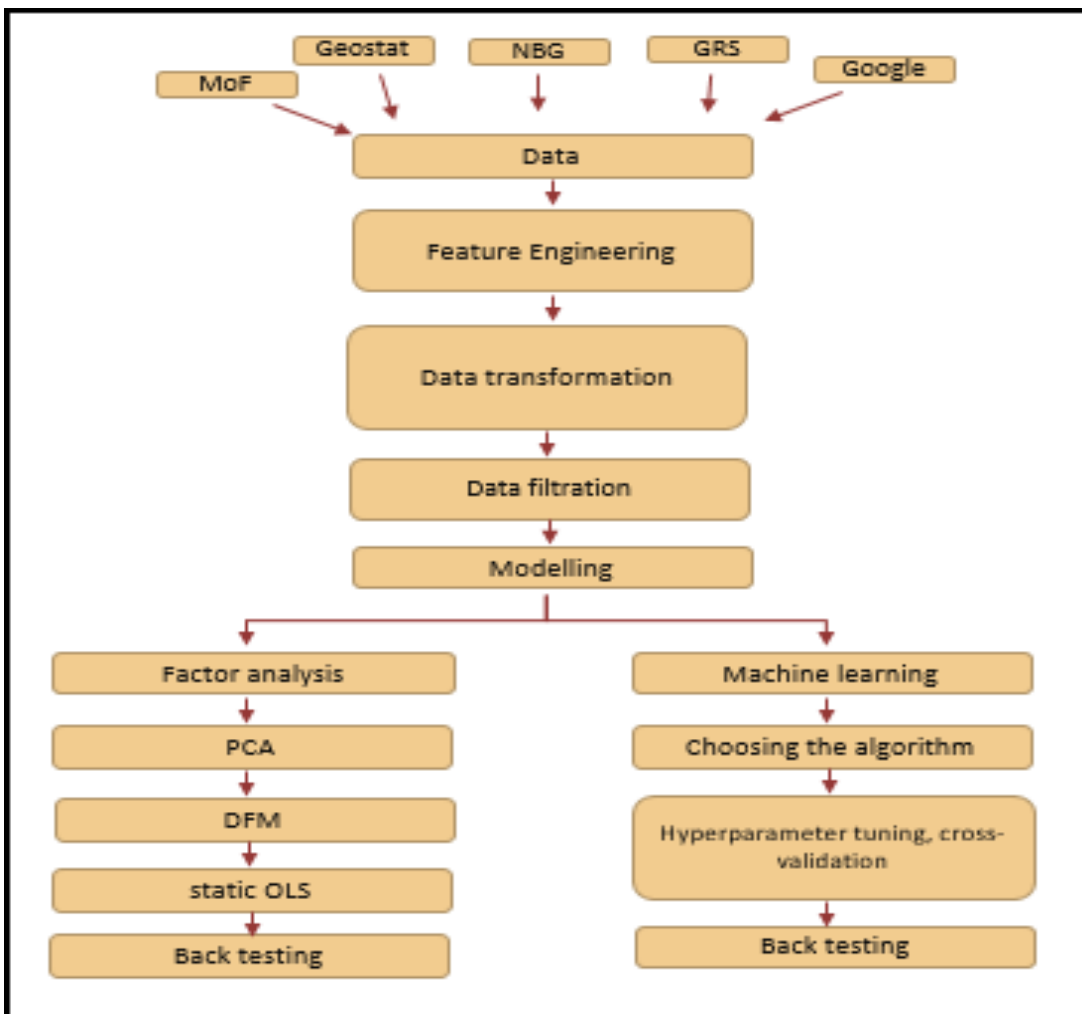 MoF
Geostat
NBG
GRS
Google
Data
Feature Engineering
Data transformation
Data filtration
Modelling
Factor analysis
PCA
DFM
static OLS
Back testing
Machine learning
Choosing the algorithm
Hyperparameter tuning, cross-
validation
Back testing